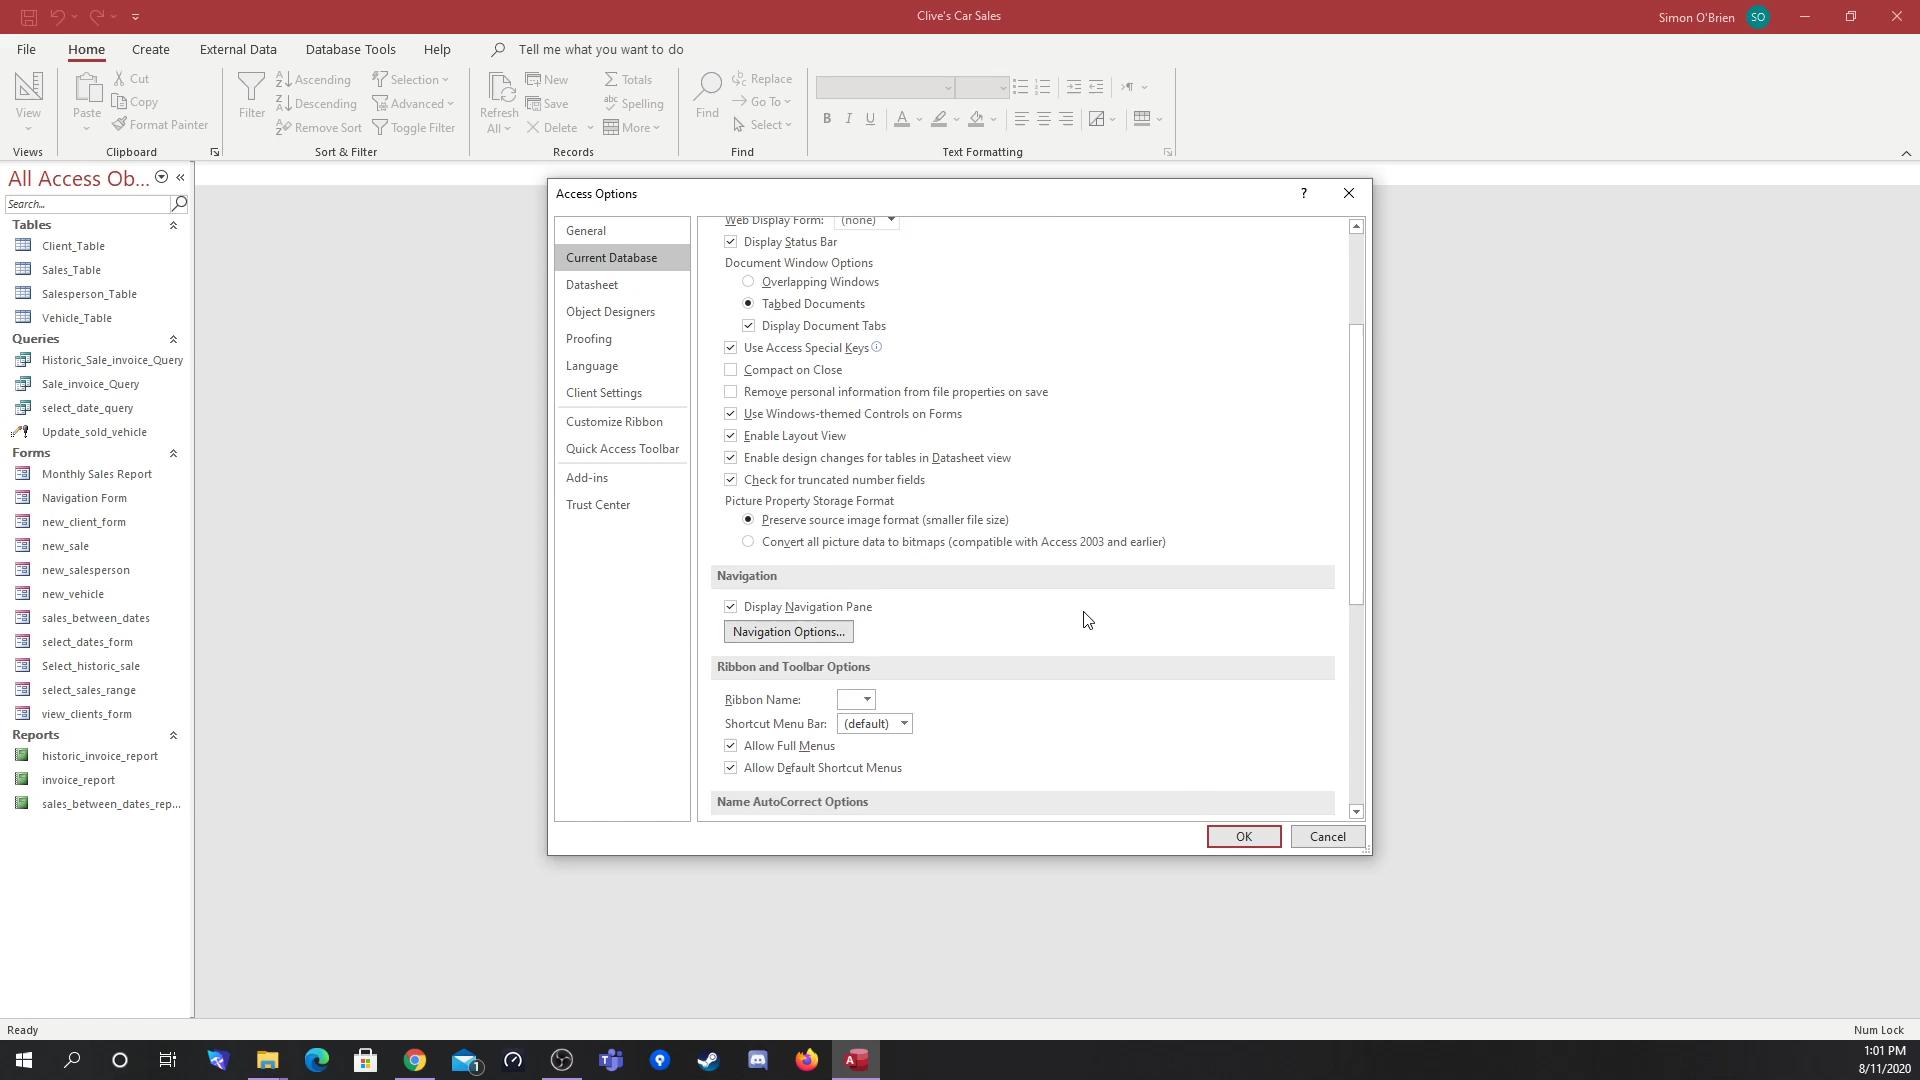 Clive's Car Sales
Simon O'Brien
SO
File
Home
Create
External Data
Database Tools
Help
Tell me what you want to do
View
Views
Paste
Cut
Copy
Format Painter
Clipboard
Filter
Ascending
Descending
Remove Sort
Selection
Advanced
Toggle Filter
Sort & Filter
Refresh
All
New
Save
Delete
Totals
Spelling
More
Records
Find
Replace
Go To
Select
Find
B I U A
Text Formatting
All Access Ob...
Search...
Tables
Client_Table
Sales_Table
Salesperson_Table
Vehicle_Table
Queries
Historic_Sale_invoice_Query
Sale_invoice_Query
select_date_query
Update_sold_vehicle
Forms
Monthly Sales Report
Navigation Form
new_client_form
new_sale
new_salesperson
new_vehicle
sales_between_dates
select_dates_form
Select_historic_sale
select_sales_range
view_clients_form
Reports
historic_invoice_report
invoice_report
sales_between_dates_rep...
Access Options
?
General
Current Database
Datasheet
Object Designers
Proofing
Language
Client Settings
Customize Ribbon
Quick Access Toolbar
Add-ins
Trust Center
Web Display Form: (none)
Display Status Bar
Document Window Options
Overlapping Windows
Tabbed Documents
Display Document Tabs
Use Access Special Keys
Compact on Close
Remove personal information from file properties on save
Use Windows-themed Controls on Forms
Enable Layout View
Enable design changes for tables in Datasheet view
Check for truncated number fields
Picture Property Storage Format
Preserve source image format (smaller file size)
Convert all picture data to bitmaps (compatible with Access 2003 and earlier)
Navigation
Display Navigation Pane
Navigation Options...
Ribbon and Toolbar Options
Ribbon Name:
Shortcut Menu Bar: (default)
Allow Full Menus
Allow Default Shortcut Menus
Name AutoCorrect Options
OK
Cancel
Ready
Num Lock
1
1:01 PM
8/11/2020